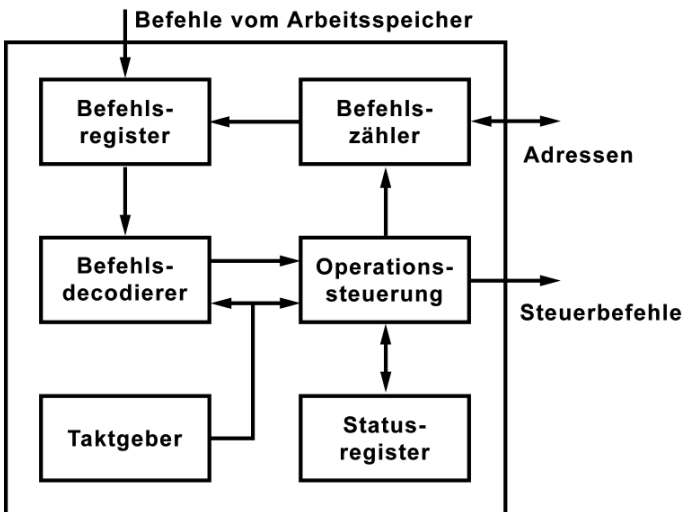 Befehle vom Arbeitsspeicher
Befehls-
register
Befehls-
zähler
Adressen
Befehls-
decodierer
Operations-
steuerung
Steuerbefehle
Taktgeber
Status-
register